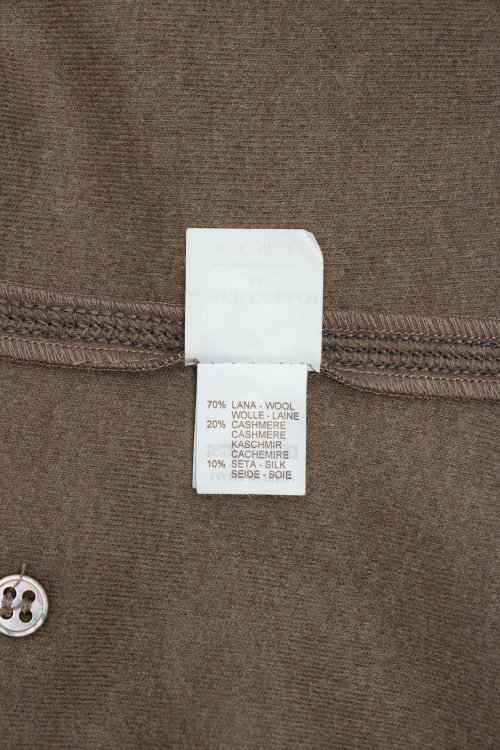 70% LANA - WOOL
WOLLE - LAINE
20% CASHMERE
CASHMERE
KASCHMIR
CACHEMIRE
10% SETA - SILK
SEIDE - SOIE